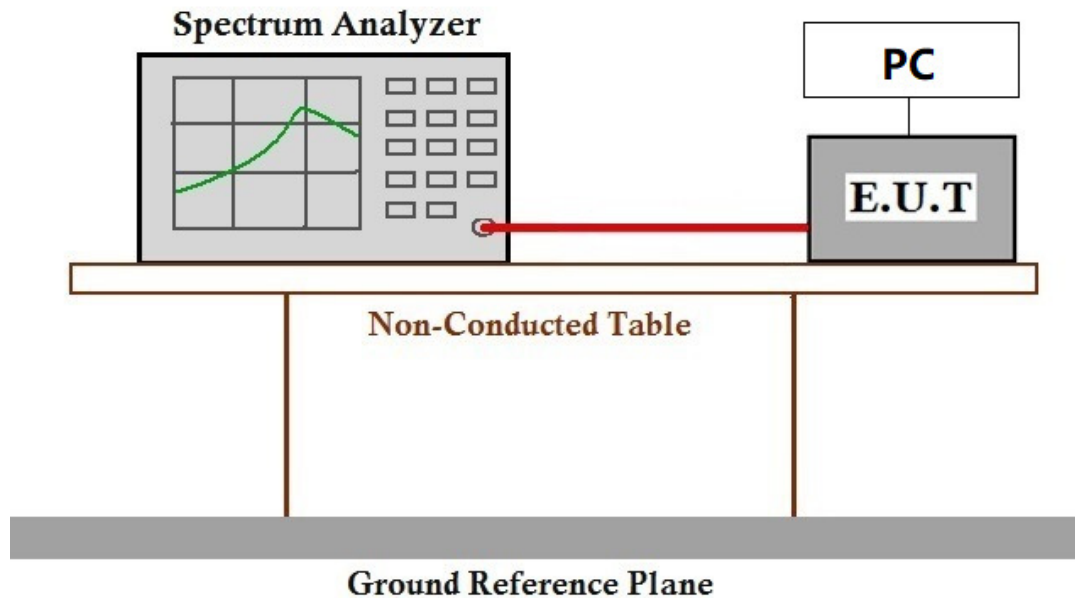 Spectrum Analyzer
PC
E.U.T
Non-Conducted Table
Ground Reference Plane